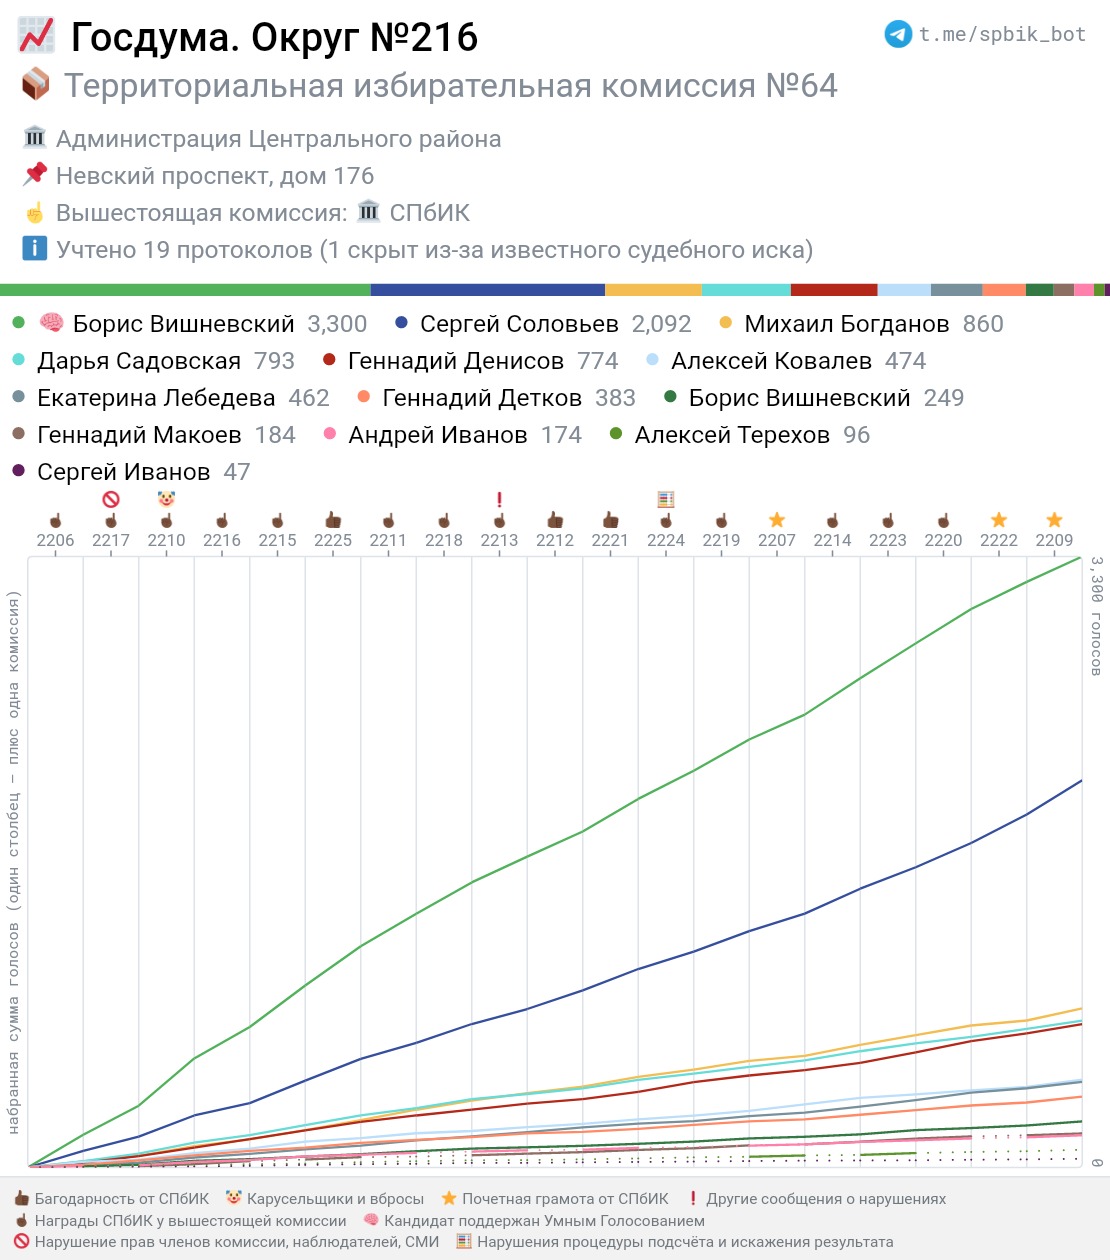 Госдума. Округ №216
t.me/spbik_bot
Территориальная избирательная комиссия №64
Администрация Центрального района
Невский проспект, дом 176
Вышестоящая комиссия: СПбИК
Учтено 19 протоколов (1 скрыт из-за известного судебного иска)
Борис Вишневский 3,300 Сергей Соловьев 2,092 Михаил Богданов 860
Дарья Садовская 793 Геннадий Денисов 774 Алексей Ковалев 474
Екатерина Лебедева 462 Геннадий Детков 383 Борис Вишневский 249
Геннадий Макоев 184 Андрей Иванов 174 Алексей Терехов 96
Сергей Иванов 47
2206 2217 2210 2216 2215 2225 2211 2218 2213 2212 2221 2224 2219 2207 2214 2223 2220 2222 2209
набранная сумма голосов (один столбец – плюс одна комиссия)
3,300 голосов
0
Багодарность от СПбИК Карусельщики и вбросы Почетная грамота от СПбИК Другие сообщения о нарушениях
Награды СПбИК у вышестоящей комиссии Кандидат поддержан Умным Голосованием
Нарушение прав членов комиссии, наблюдателей, СМИ Нарушения процедуры подсчёта и искажения результата